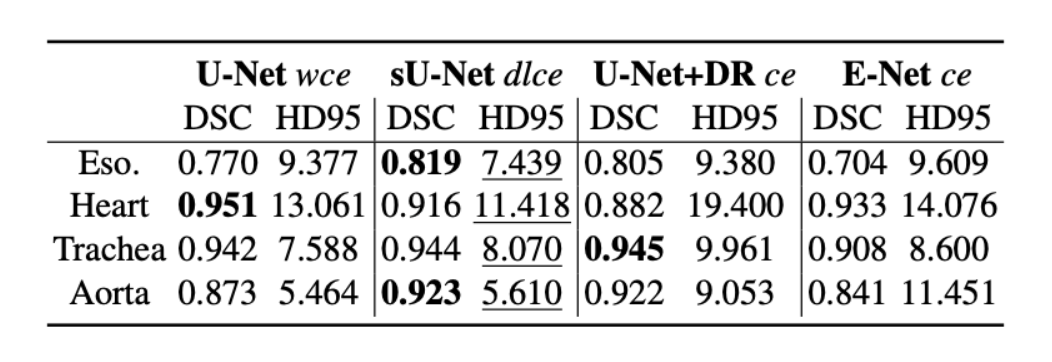 U-Net wce sU-Net dlce U-Net+DR ce E-Net ce
DSC HD95 DSC HD95 DSC HD95 DSC HD95
Eso. 0.770 9.377 0.819 7.439 0.805 9.380 0.704 9.609
Heart 0.951 13.061 0.916 11.418 0.882 19.400 0.933 14.076
Trachea 0.942 7.588 0.944 8.070 0.945 9.961 0.908 8.600
Aorta 0.873 5.464 0.923 5.610 0.922 9.053 0.841 11.451